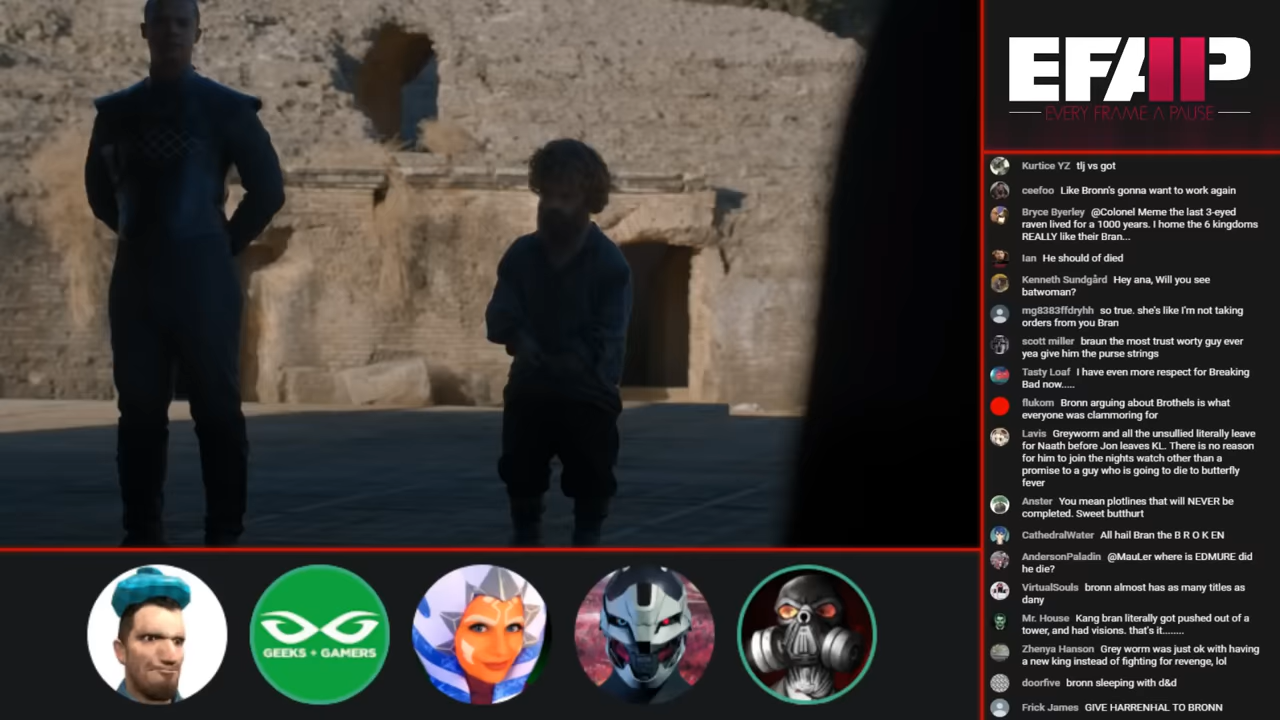 EFAP
EVERY FRAME A PAUSE
Kurtice YZ tlj vs got
ceefoo Like Bronn's gonna want to work again
Bryce Byerley @Colonel Meme the last 3-eyed
raven lived for a 1000 years. I home the 6 kingdoms
REALLY like their Bran...
Ian He should of died
Kenneth Sundgård Hey ana, Will you see
batwoman?
mg8383ffdryhh so true. she's like I'm not taking
orders from you Bran
scott miller braun the most trust worty guy ever
yea give him the purse strings
Tasty Loaf I have even more respect for Breaking
Bad now.....
flukom Bronn arguing about Brothels is what
everyone was clammoring for
Lavis Greyworm and all the unsullied literally leave
for Naath before Jon leaves KL. There is no reason
for him to join the nights watch other than a
promise to a guy who is going to die to butterfly
fever
Anster You mean plotlines that will NEVER be
completed. Sweet butthurt
CathedralWater All hail Bran the B R O K EN
AndersonPaladin @MauLer where is EDMURE did
he die?
VirtualSouls bronn almost has as many titles as
dany
Mr. House Kang bran literally got pushed out of a
tower, and had visions. that's it........
Zhenya Hanson Grey worm was just ok with having
a new king instead of fighting for revenge, lol
doorfive bronn sleeping with d&d
Frick James GIVE HARRENHAL TO BRONN
GEEKS + GAMERS